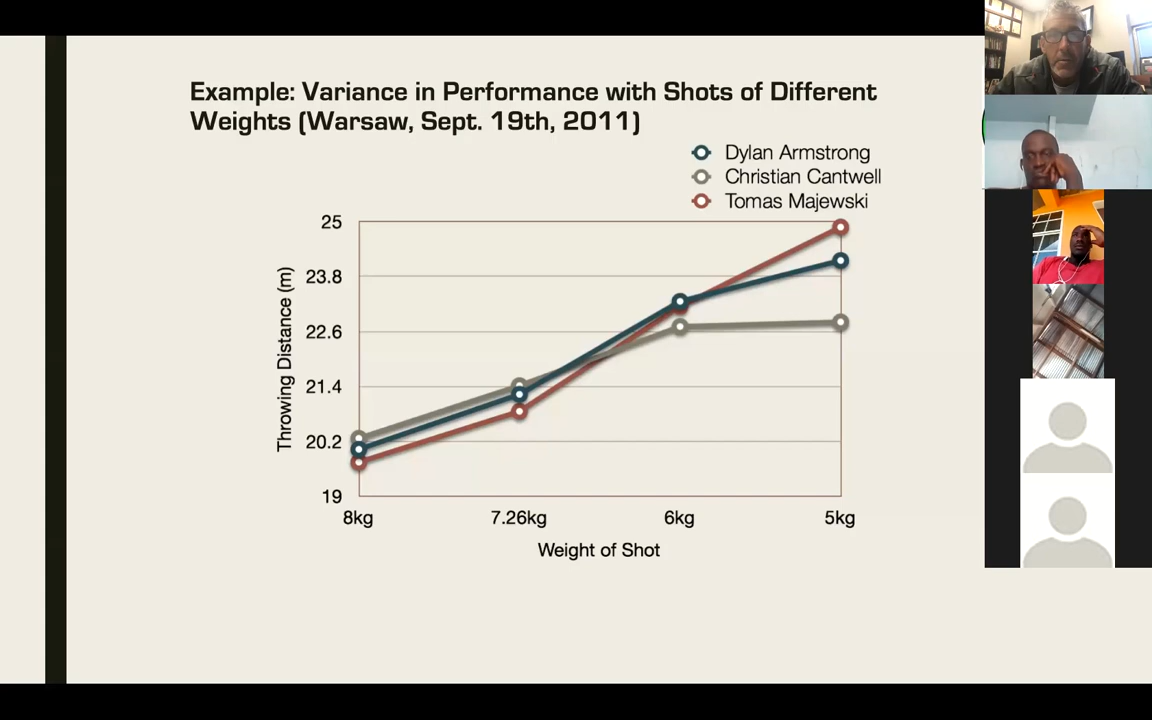 Example: Variance in Performance with Shots of Different
Weights (Warsaw, Sept. 19th, 2011)
Dylan Armstrong
Christian Cantwell
Tomas Majewski
25
23.8
22.6
21.4
20.2
19
Throwing Distance (m)
8kg
7.26kg
6kg
5kg
Weight of Shot